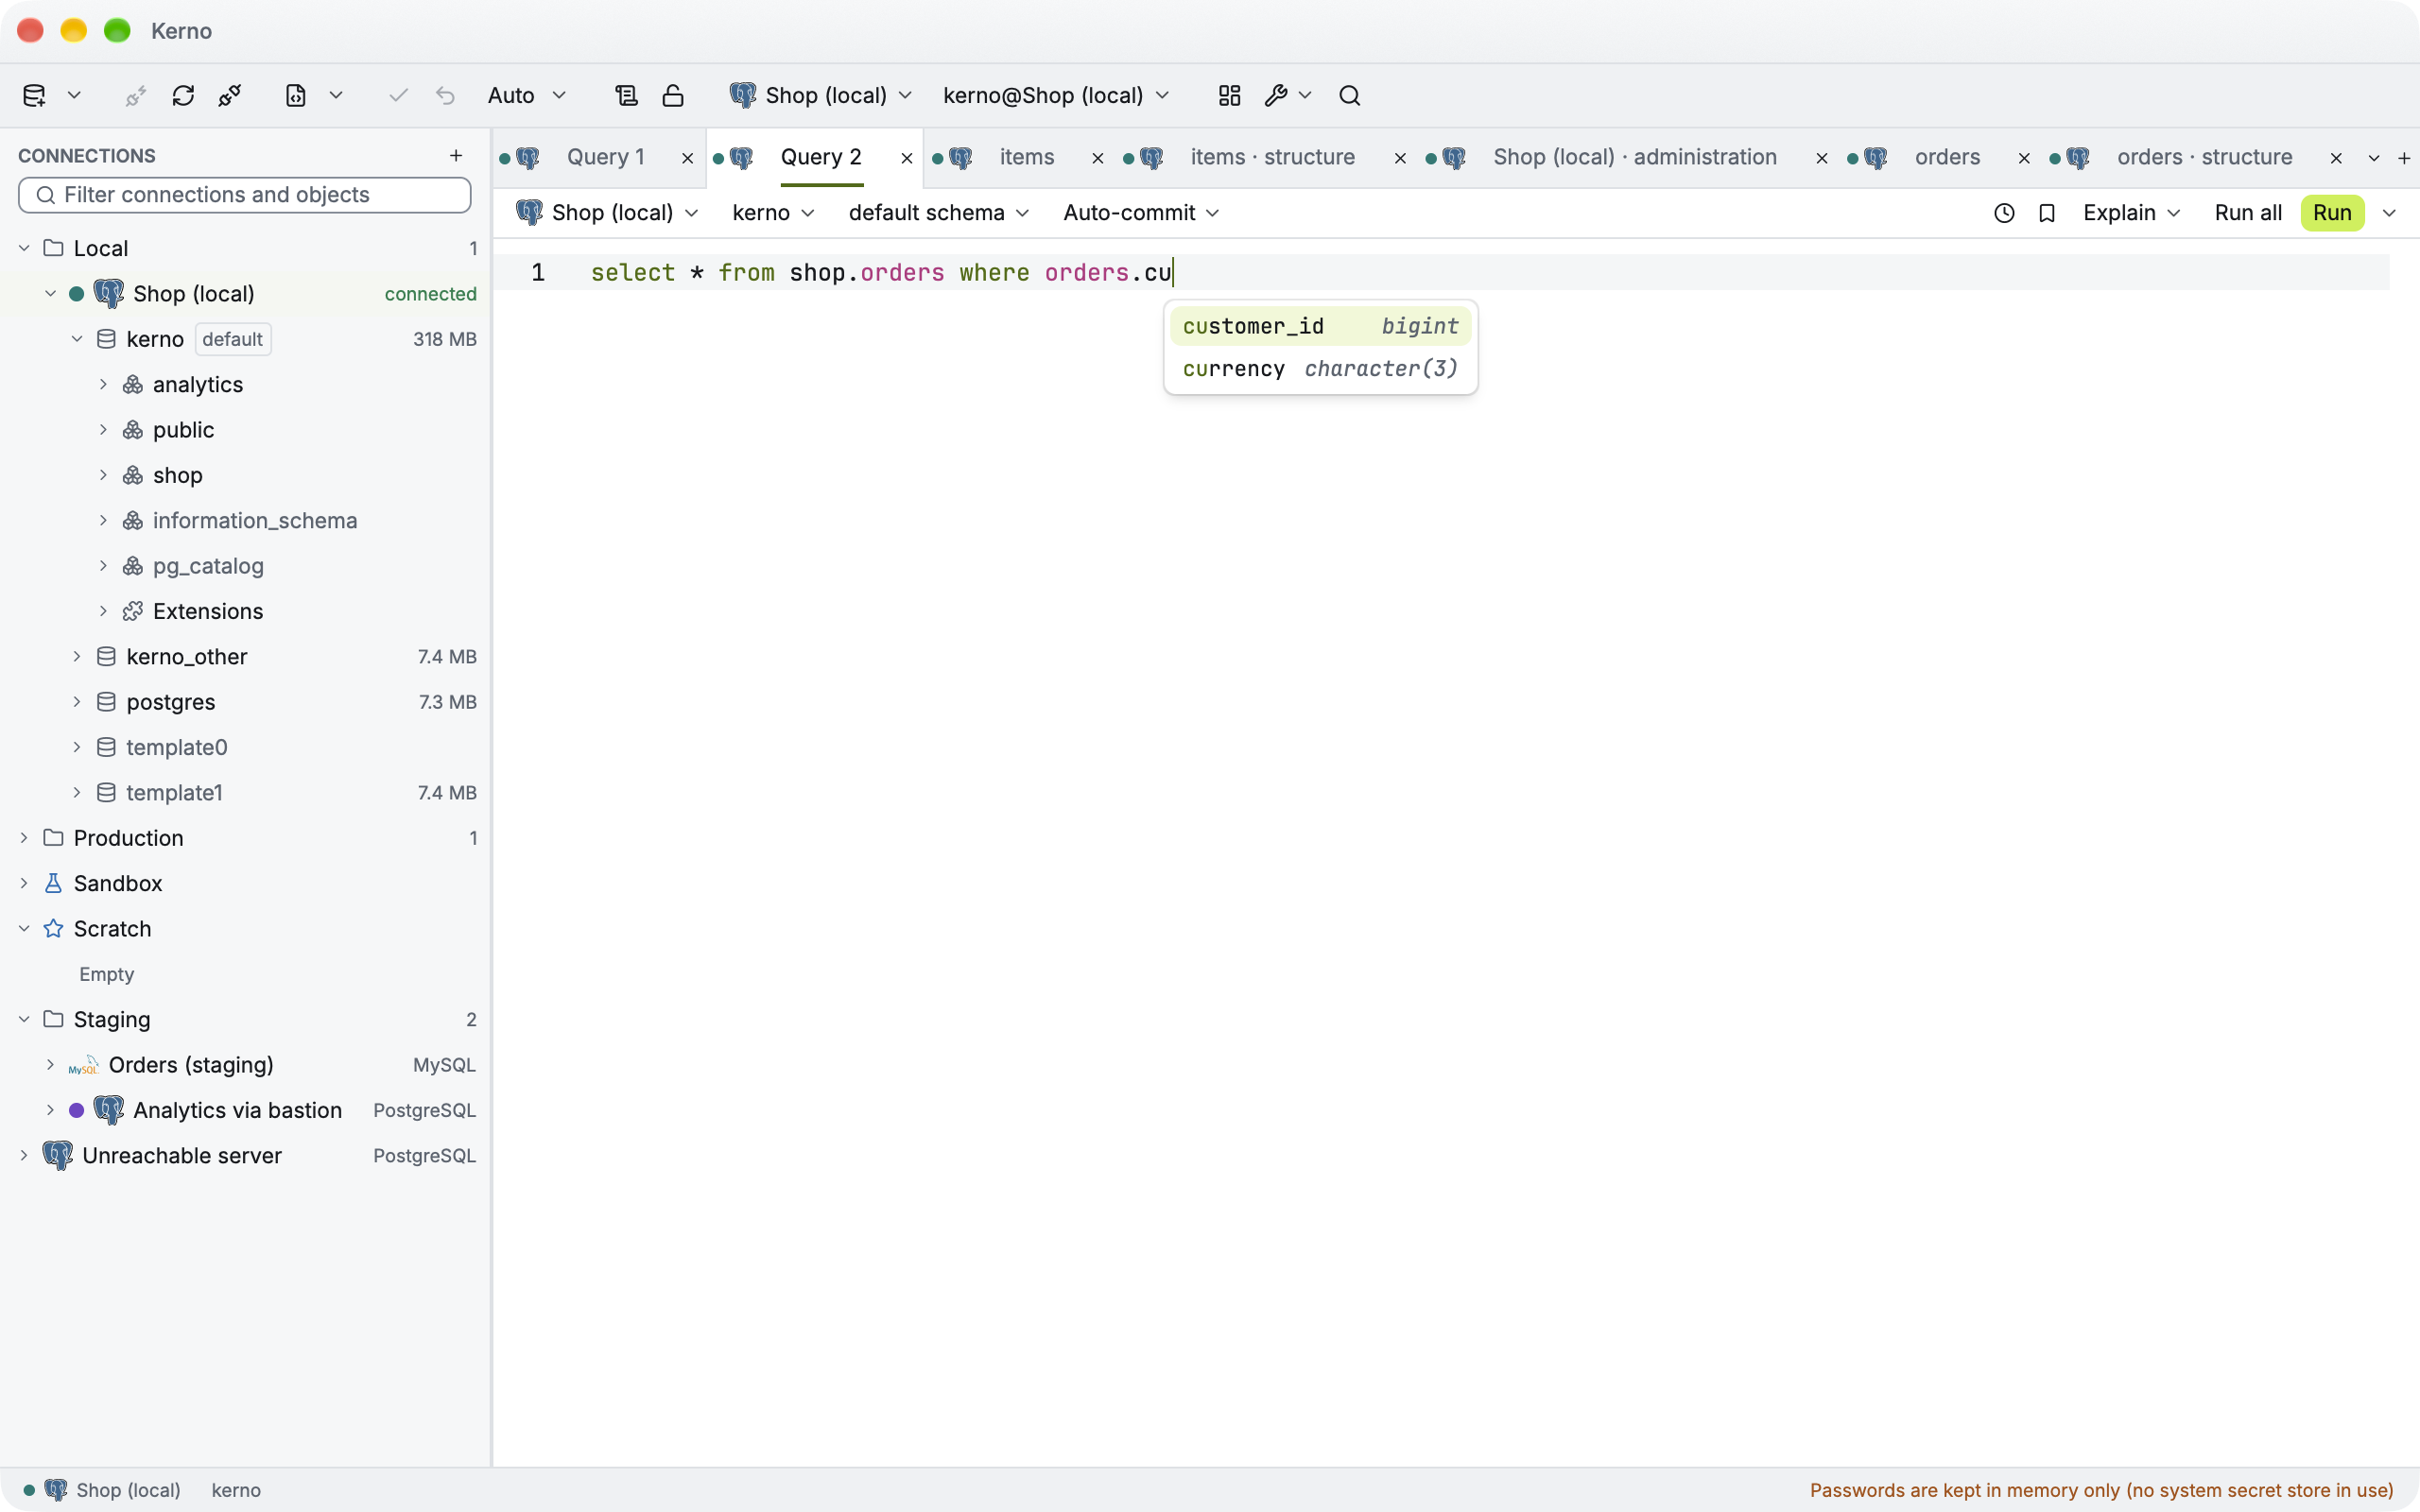 Kerno
Auto
Shop (local)
kerno@Shop (local)
CONNECTIONS
Filter connections and objects
Local 1
Shop (local) connected
kerno default 318 MB
analytics
public
shop
information_schema
pg_catalog
Extensions
kerno_other 7.4 MB
postgres 7.3 MB
template0
template1 7.4 MB
Production 1
Sandbox
Scratch
Empty
Staging 2
MySQL Orders (staging) MySQL
Analytics via bastion PostgreSQL
Unreachable server PostgreSQL
Query 1
Query 2
items
items · structure
Shop (local) · administration
orders
orders · structure
Shop (local) kerno default schema Auto-commit Explain Run all Run
1 select * from shop.orders where orders.cu
customer_id bigint
currency character(3)
Shop (local) kerno
Passwords are kept in memory only (no system secret store in use)